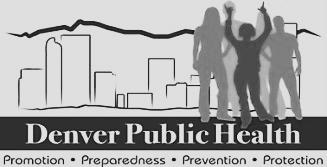 Denver Public Health
Promotion • Preparedness • Prevention • Protection